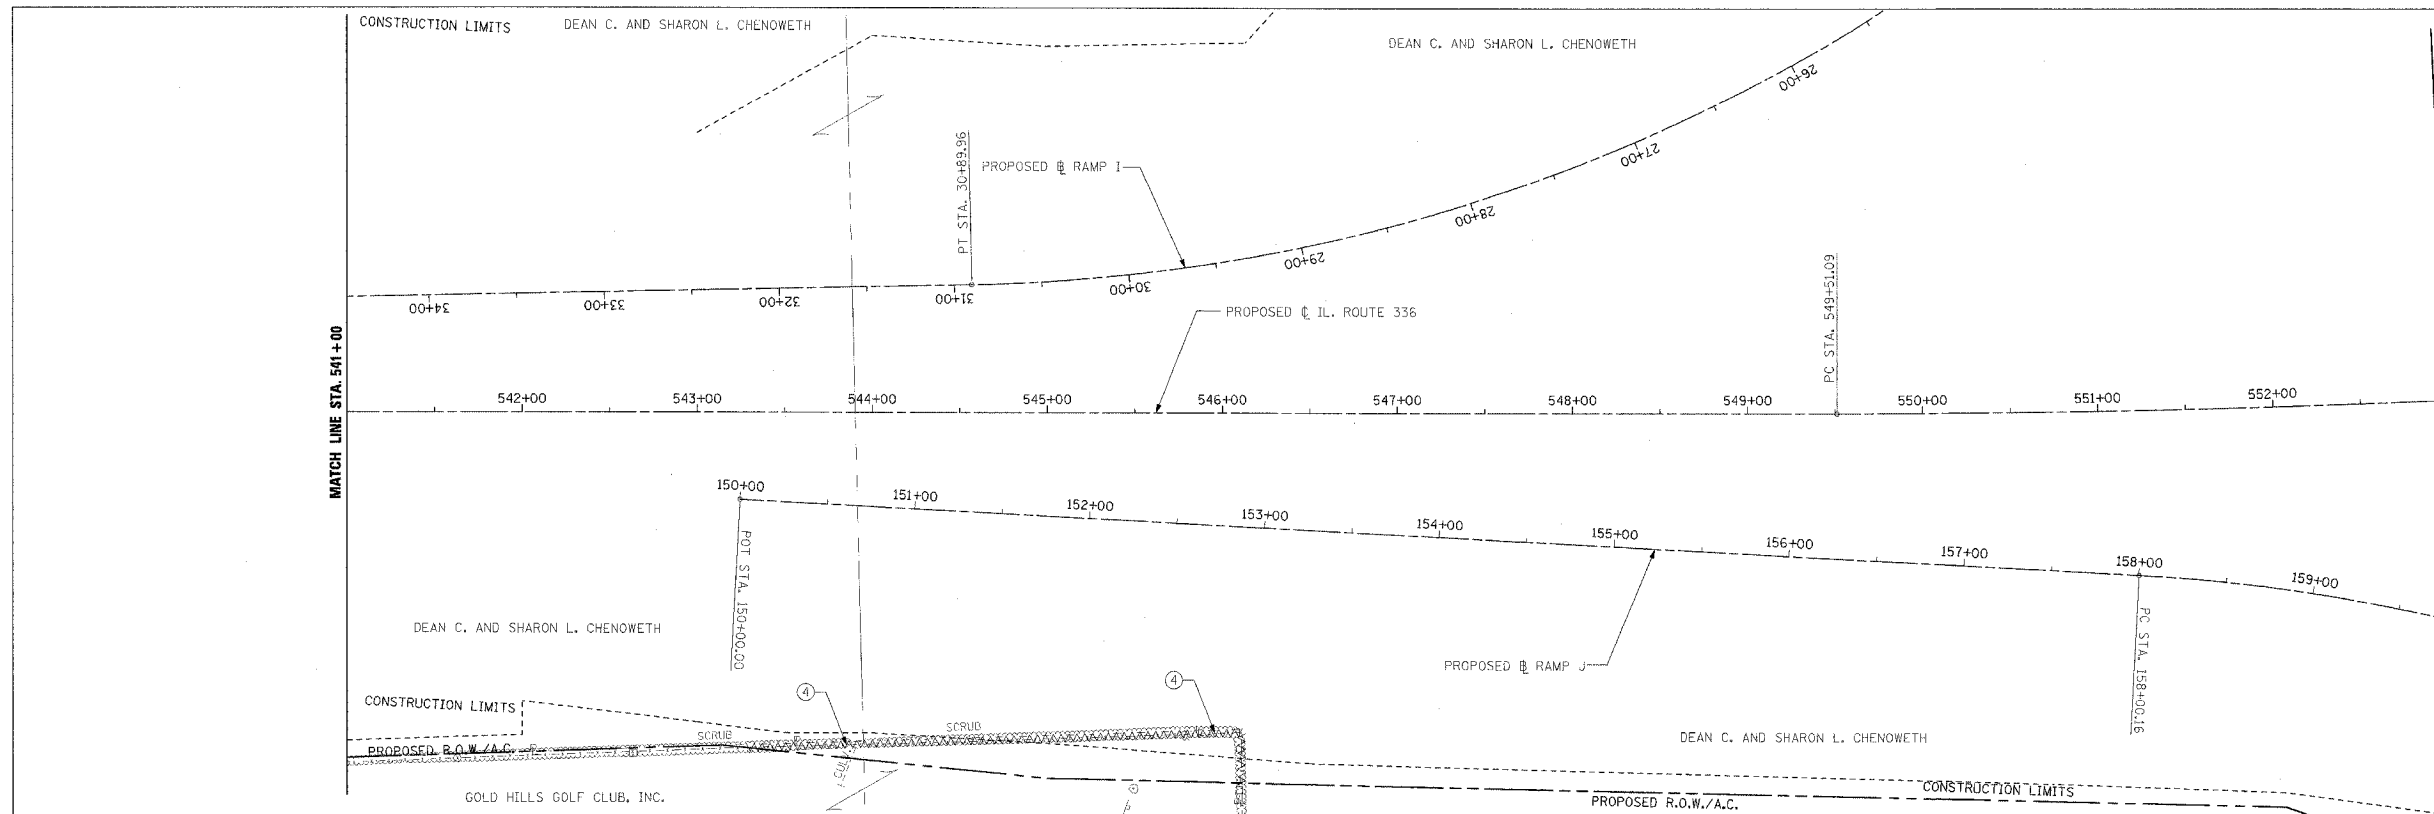 CONSTRUCTION LIMITS
DEAN C. AND SHARON L. CHENOWETH
DEAN C. AND SHARON L. CHENOWETH
26+00
27+00
PT STA. 30+89.96
PROPOSED ⅊ RAMP I
28+00
29+00
30+00
31+00
32+00
33+00
34+00
PROPOSED ℄ IL. ROUTE 336
PC STA. 549+51.09
MATCH LINE STA. 541+00
542+00
543+00
544+00
545+00
546+00
547+00
548+00
549+00
550+00
551+00
552+00
150+00
151+00
152+00
153+00
154+00
155+00
156+00
157+00
158+00
159+00
POT STA. 150+00.00
DEAN C. AND SHARON L. CHENOWETH
PROPOSED ⅊ RAMP J
PC STA. 158+00.16
4
4
CONSTRUCTION LIMITS
SCRUB
SCRUB
PROPOSED R.O.W./A.C.
DEAN C. AND SHARON L. CHENOWETH
GOLD HILLS GOLF CLUB, INC.
CONSTRUCTION LIMITS
PROPOSED R.O.W./A.C.